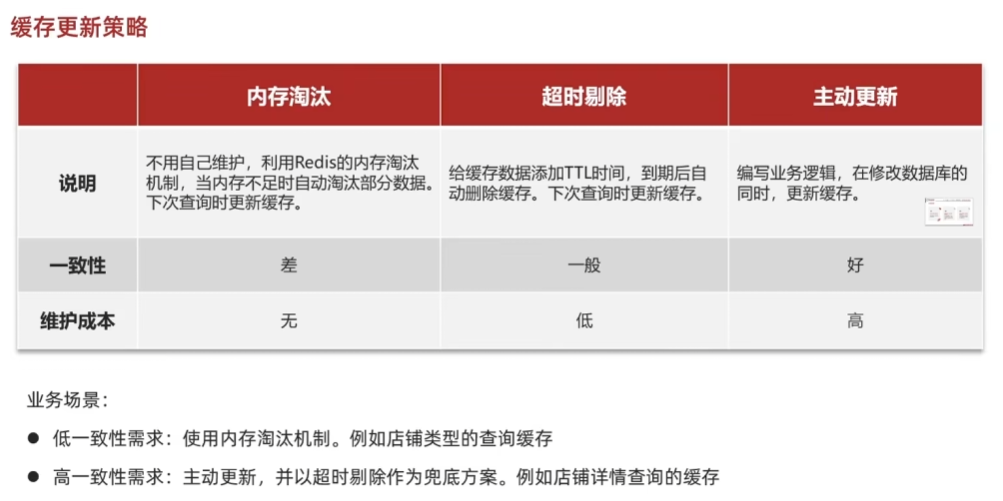 缓存更新策略
内存淘汰 超时剔除 主动更新
说明
不用自己维护，利用Redis的内存淘汰
机制，当内存不足时自动淘汰部分数据。
下次查询时更新缓存。
给缓存数据添加TTL时间，到期后自
动删除缓存。下次查询时更新缓存。
编写业务逻辑，在修改数据库的
同时，更新缓存。
一致性 差 一般 好
维护成本 无 低 高
业务场景：
● 低一致性需求：使用内存淘汰机制。例如店铺类型的查询缓存
● 高一致性需求：主动更新，并以超时剔除作为兜底方案。例如店铺详情查询的缓存